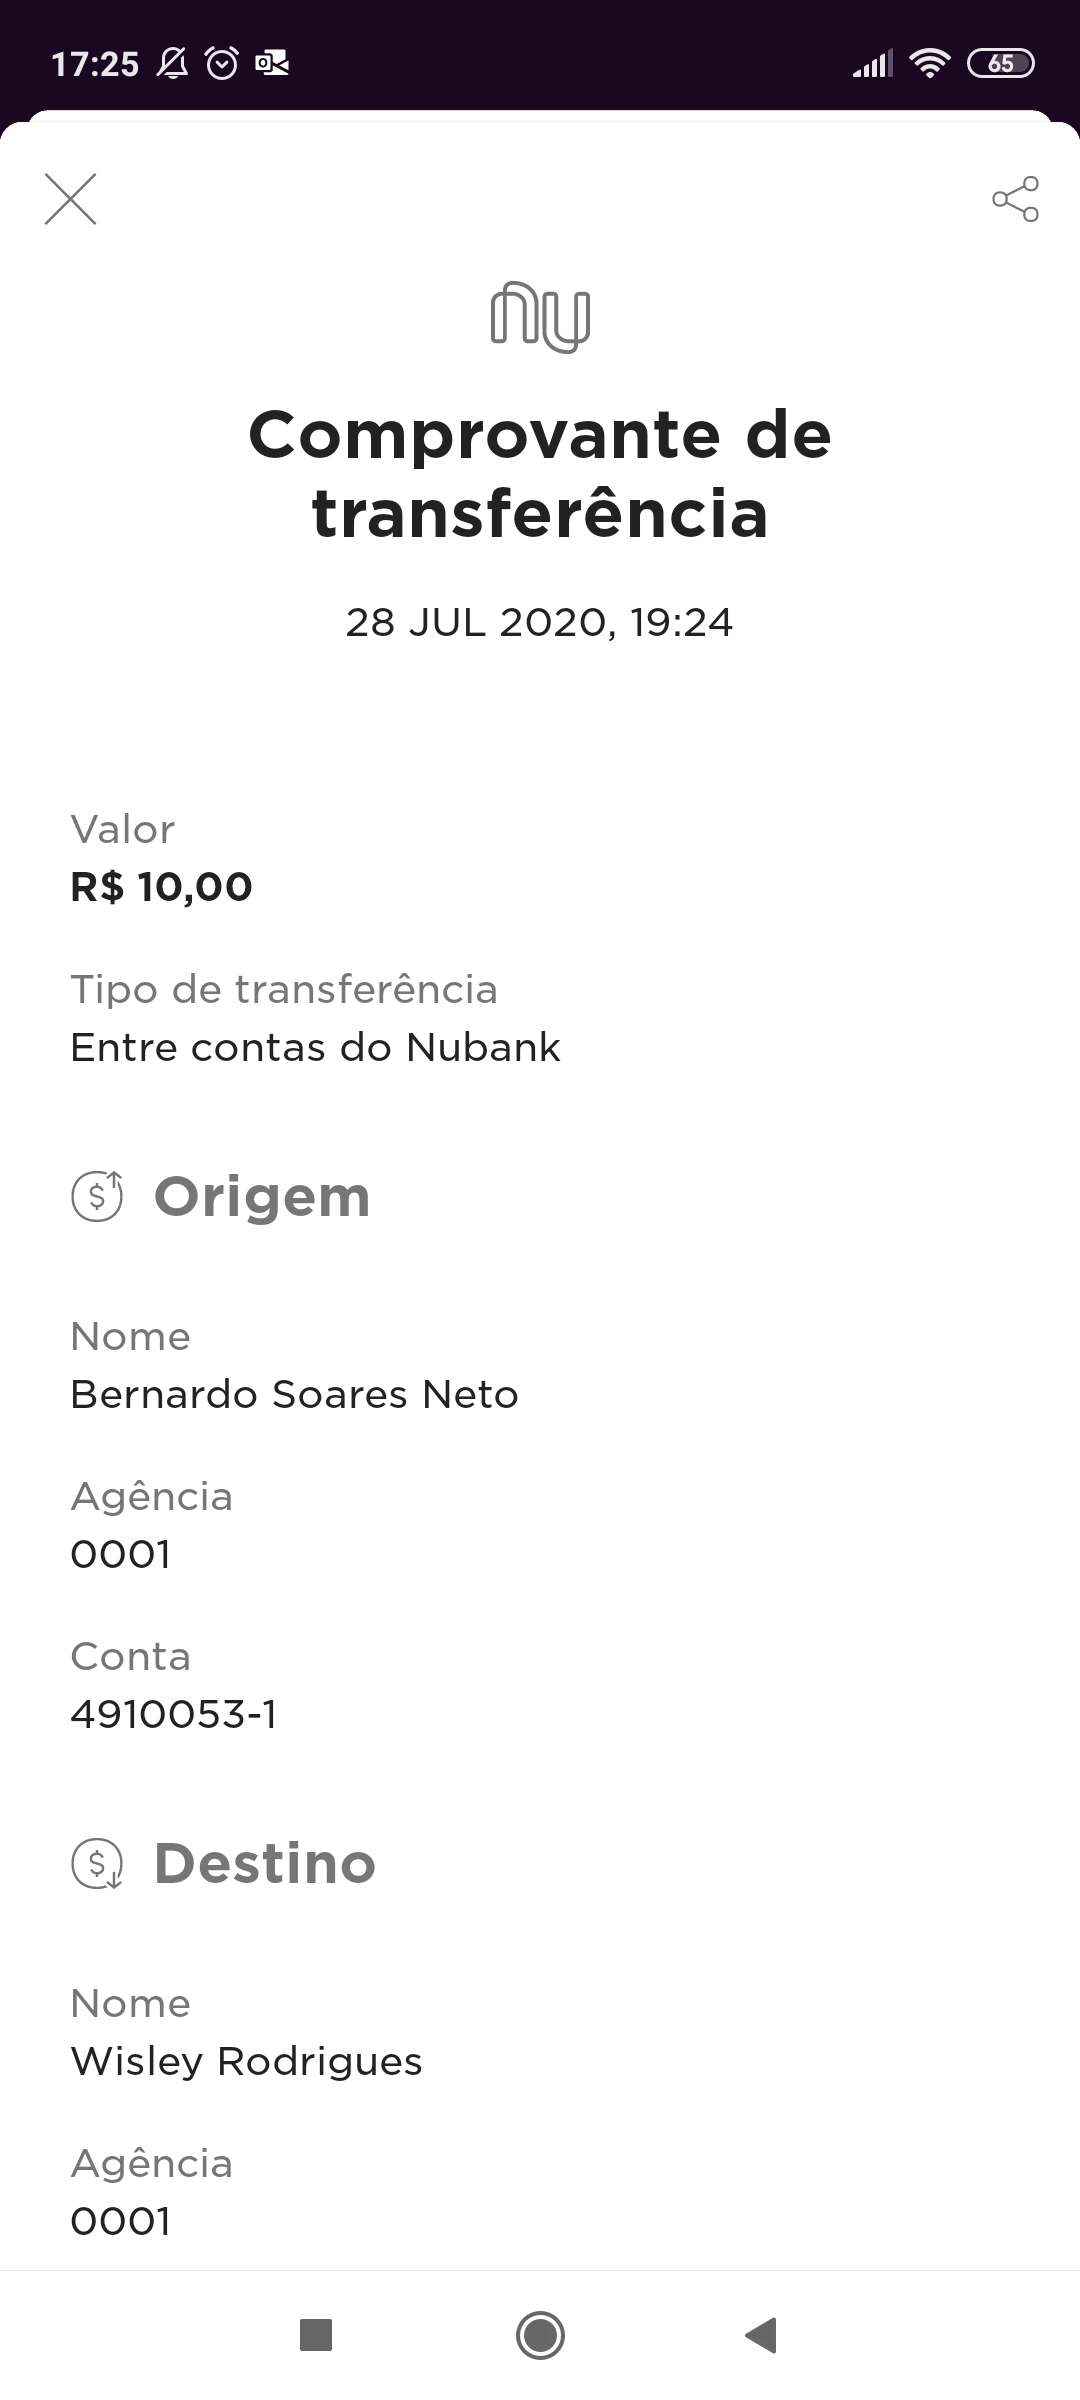 17:25
65
nu
Comprovante de
transferência
28 JUL 2020, 19:24
Valor
R$ 10,00
Tipo de transferência
Entre contas do Nubank
Origem
Nome
Bernardo Soares Neto
Agência
0001
Conta
4910053-1
Destino
Nome
Wisley Rodrigues
Agência
0001